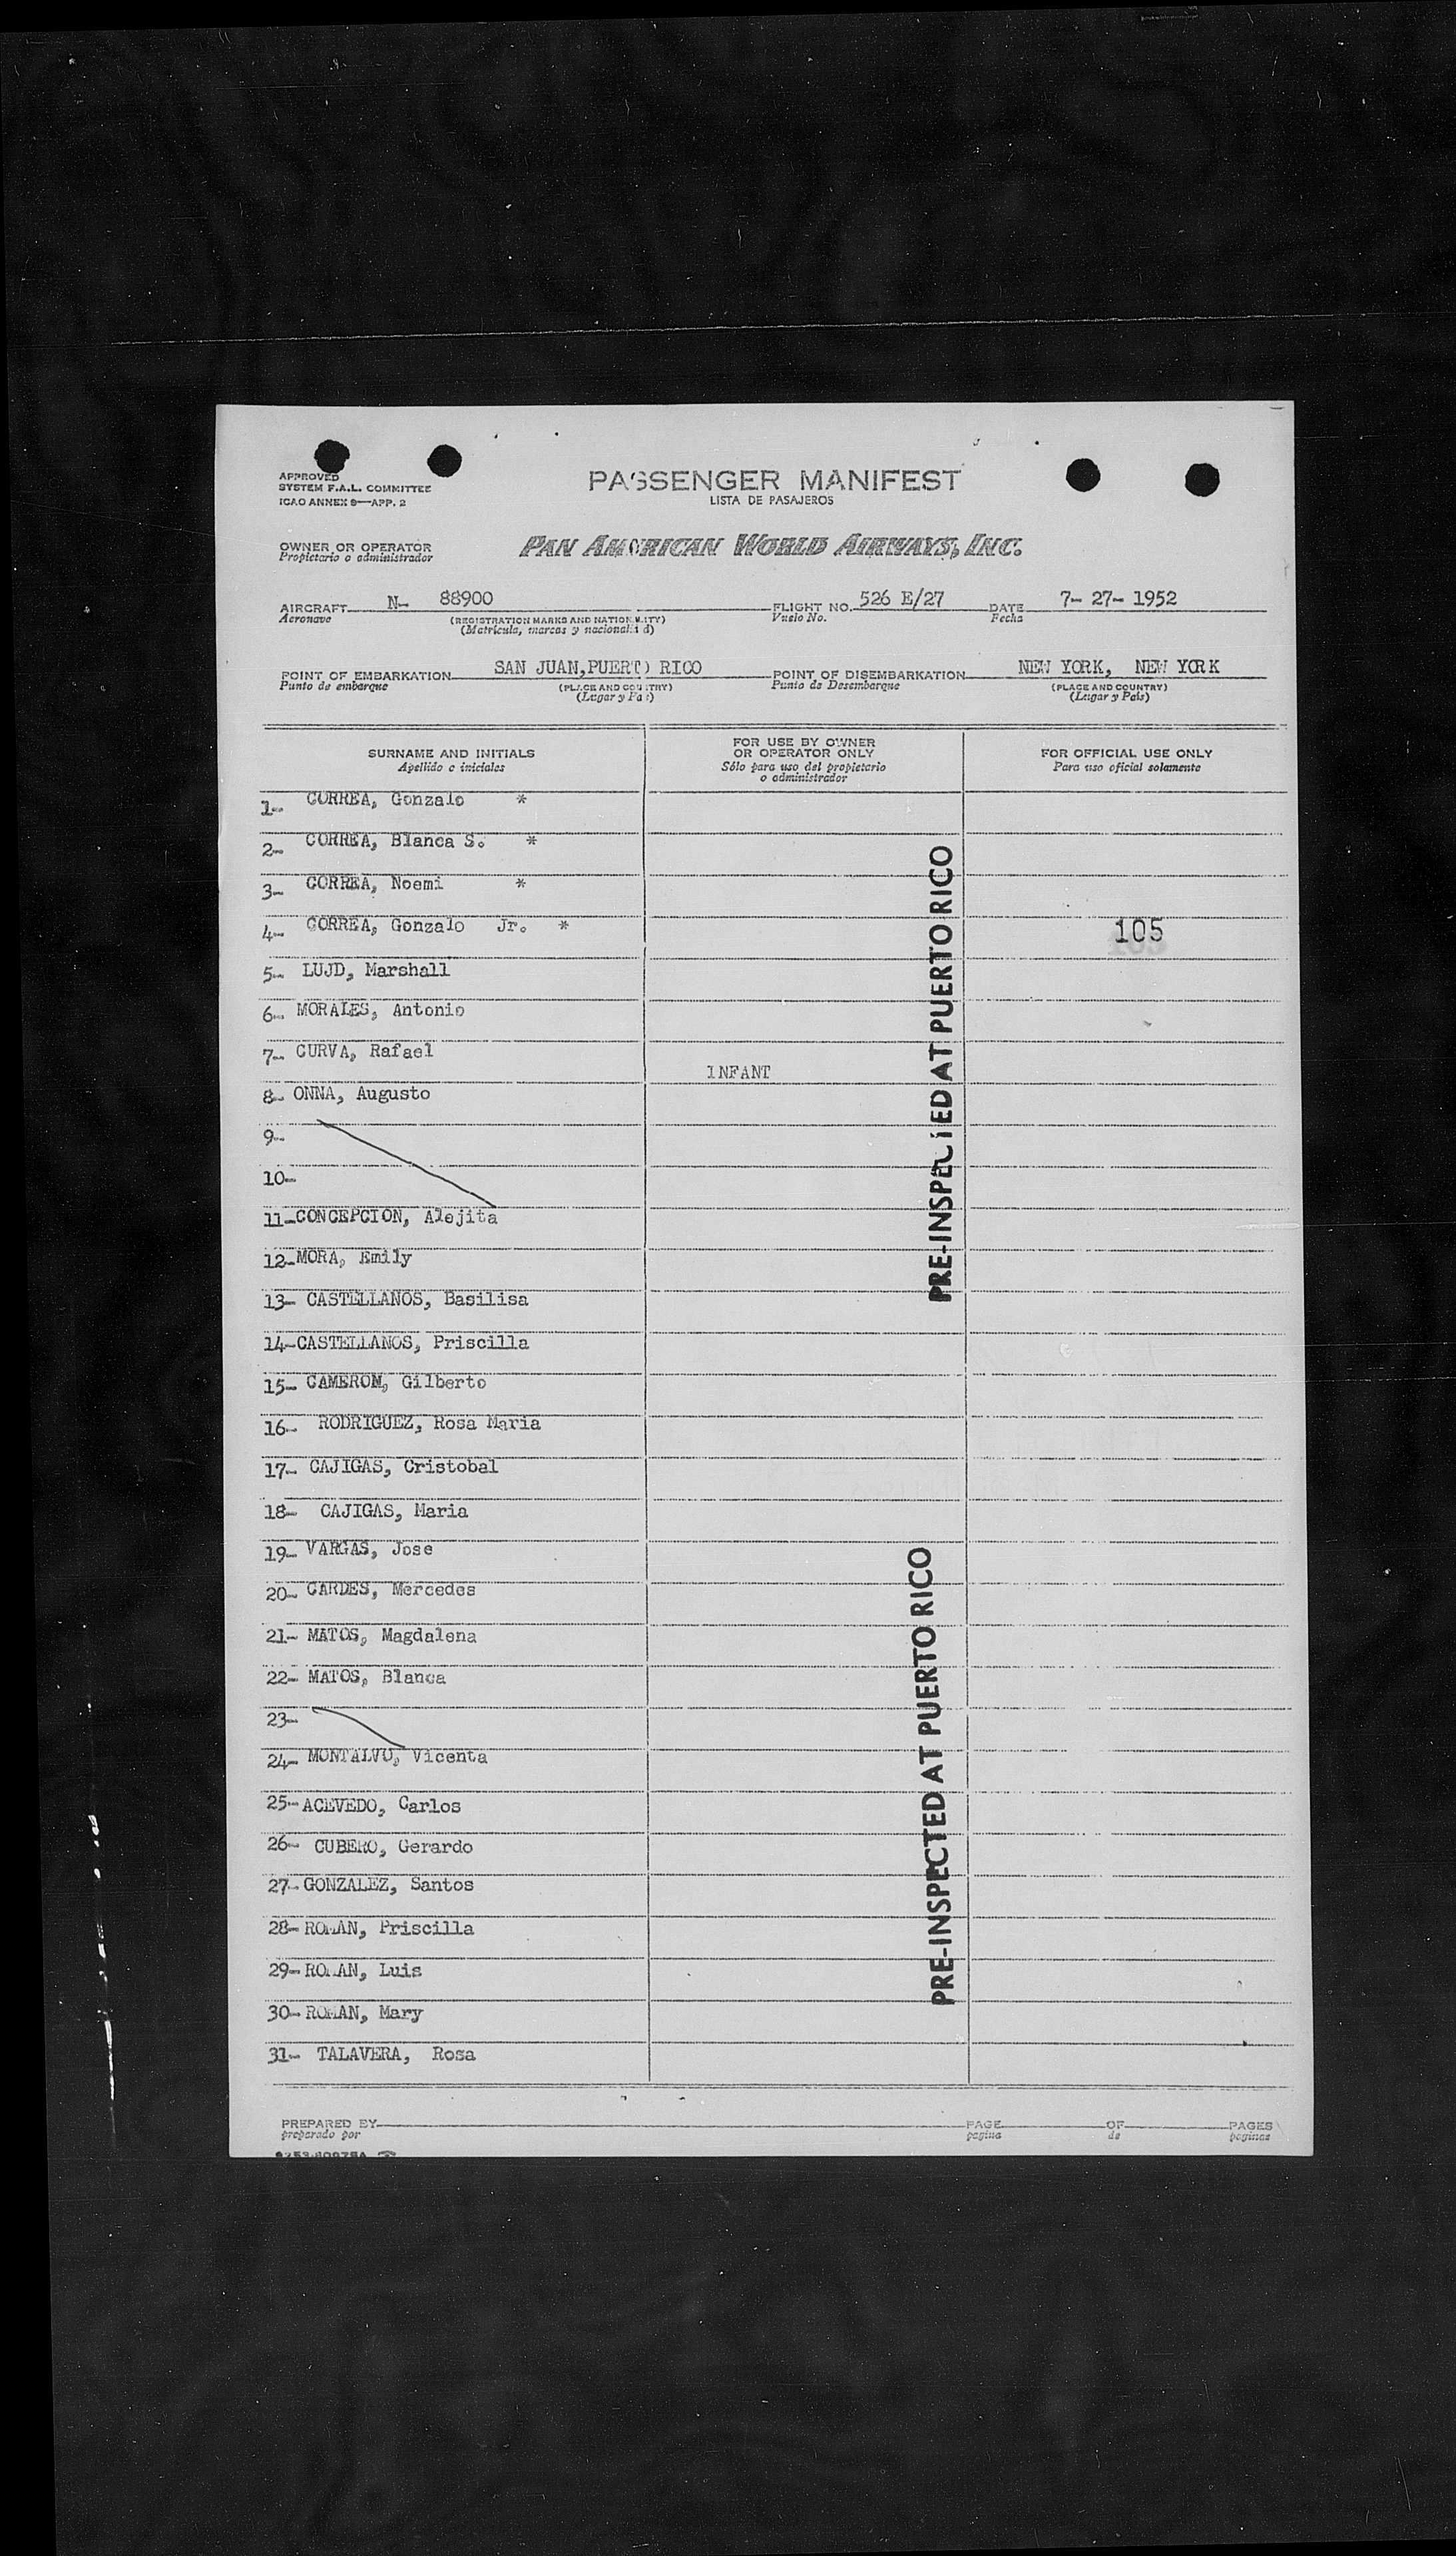 APPROVED
SYSTEM F.A.L. COMMITTEE
ICAO ANNEX 9—APP. 2
PASSENGER MANIFEST
LISTA DE PASAJEROS
OWNER OR OPERATOR
Propietario o administrador
PAN AMERICAN WORLD AIRWAYS, INC.
AIRCRAFT N- 88900 FLIGHT NO. 526 E/27 DATE 7- 27- 1952
Aeronave (REGISTRATION MARKS AND NATIONALITY) Vuelo No. Fecha
(Matrícula, marcas y nacionalidad)
POINT OF EMBARKATION SAN JUAN,PUERTO RICO POINT OF DISEMBARKATION NEW YORK, NEW YORK
Punto de embarque (PLACE AND COUNTRY) Punto de Desembarque (PLACE AND COUNTRY)
(Lugar y País) (Lugar y País)
SURNAME AND INITIALS
Apellido e iniciales
FOR USE BY OWNER
OR OPERATOR ONLY
Sólo para uso del propietario
o administrador
FOR OFFICIAL USE ONLY
Para uso oficial solamente
1- CORREA, Gonzalo *
2- CORREA, Blanca S. *
3- CORREA, Noemi *
4- CORREA, Gonzalo Jr. * 105
5- LUJD, Marshall
6- MORALES, Antonio
7- CURVA, Rafael
INFANT
8- ONNA, Augusto
9-
10-
11-CONCEPCION, Alejita
12-MORA, Emily
13- CASTELLANOS, Basilisa
14-CASTELLANOS, Priscilla
15- CAMERON, Gilberto
16- RODRIGUEZ, Rosa Maria
17- CAJIGAS, Cristobal
18- CAJIGAS, Maria
19- VARGAS, Jose
20- CARDES, Mercedes
21- MATOS, Magdalena
22- MATOS, Blanca
23-
24- MONTALVO, Vicenta
25- ACEVEDO, Carlos
26- CUBERO, Gerardo
27- GONZALEZ, Santos
28- ROMAN, Priscilla
29- ROMAN, Luis
30- ROMAN, Mary
31- TALAVERA, Rosa
PRE-INSPECTED AT PUERTO RICO
PRE-INSPECTED AT PUERTO RICO
PREPARED BY PAGE OF PAGES
preparado por pagina de paginas